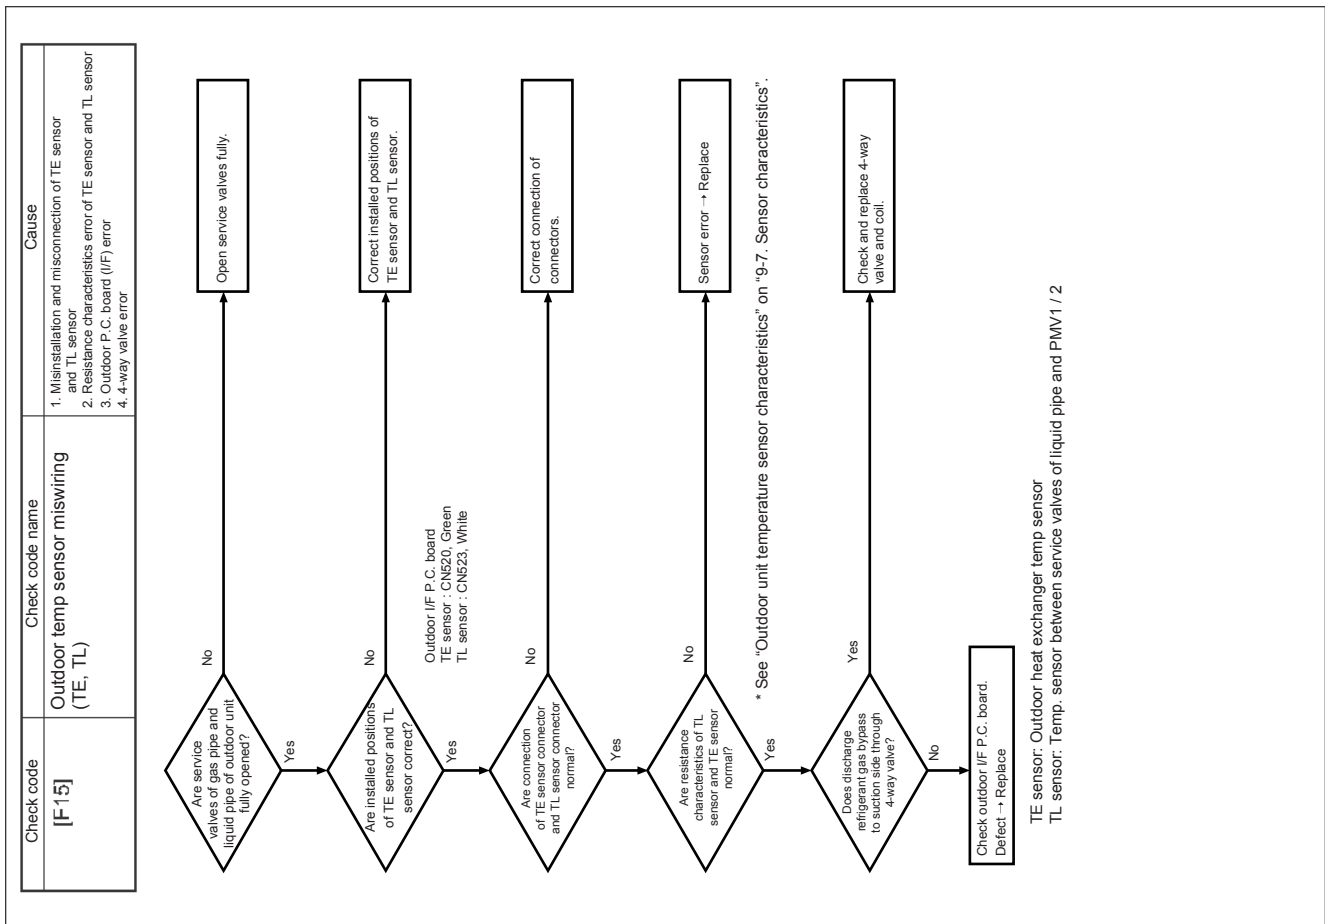 Check code
Check code name
Cause
[F15]
Outdoor temp sensor miswiring
(TE, TL)
1. Misinstallation and misconnection of TE sensor
and TL sensor
2. Resistance characteristics error of TE sensor and TL sensor
3. Outdoor P.C. board (I/F) error
4. 4-way valve error
Are service
valves of gas pipe and
liquid pipe of outdoor unit
fully opened?
No
Open service valves fully.
Yes
Are installed positions
of TE sensor and TL
sensor correct?
No
Correct installed positions of
TE sensor and TL sensor.
Yes
Outdoor I/F P.C. board
TE sensor : CN520, Green
TL sensor : CN523, White
Are connection
of TE sensor connector
and TL sensor connector
normal?
No
Correct connection of
connectors.
Yes
Are resistance
characteristics of TL
sensor and TE sensor
normal?
No
Sensor error → Replace
Yes
* See “Outdoor unit temperature sensor characteristics” on “9-7. Sensor characteristics”.
Does discharge
refrigerant gas bypass
to suction side through
4-way valve?
Yes
Check and replace 4-way
valve and coil.
No
Check outdoor I/F P.C. board.
Defect → Replace
TE sensor: Outdoor heat exchanger temp sensor
TL sensor: Temp. sensor between service valves of liquid pipe and PMV1 / 2